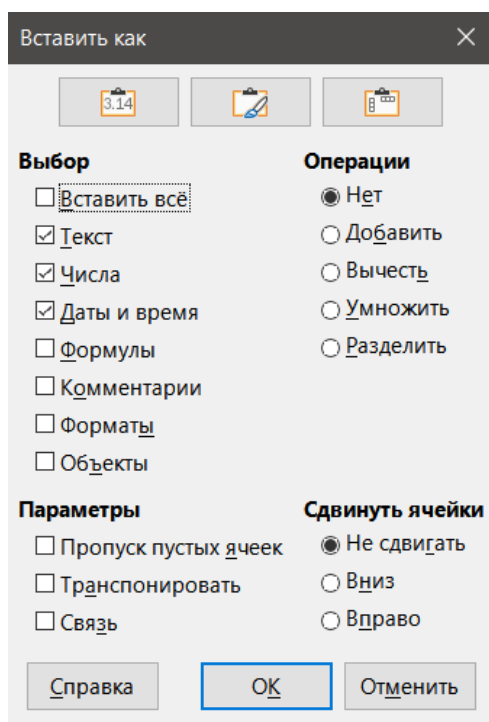 Вставить как
3.14
Выбор
Вставить всё
Текст
Числа
Даты и время
Формулы
Комментарии
Форматы
Объекты
Операции
Нет
Добавить
Вычесть
Умножить
Разделить
Параметры
Пропуск пустых ячеек
Транспонировать
Связь
Сдвинуть ячейки
Не сдвигать
Вниз
Вправо
Справка
OK
Отменить